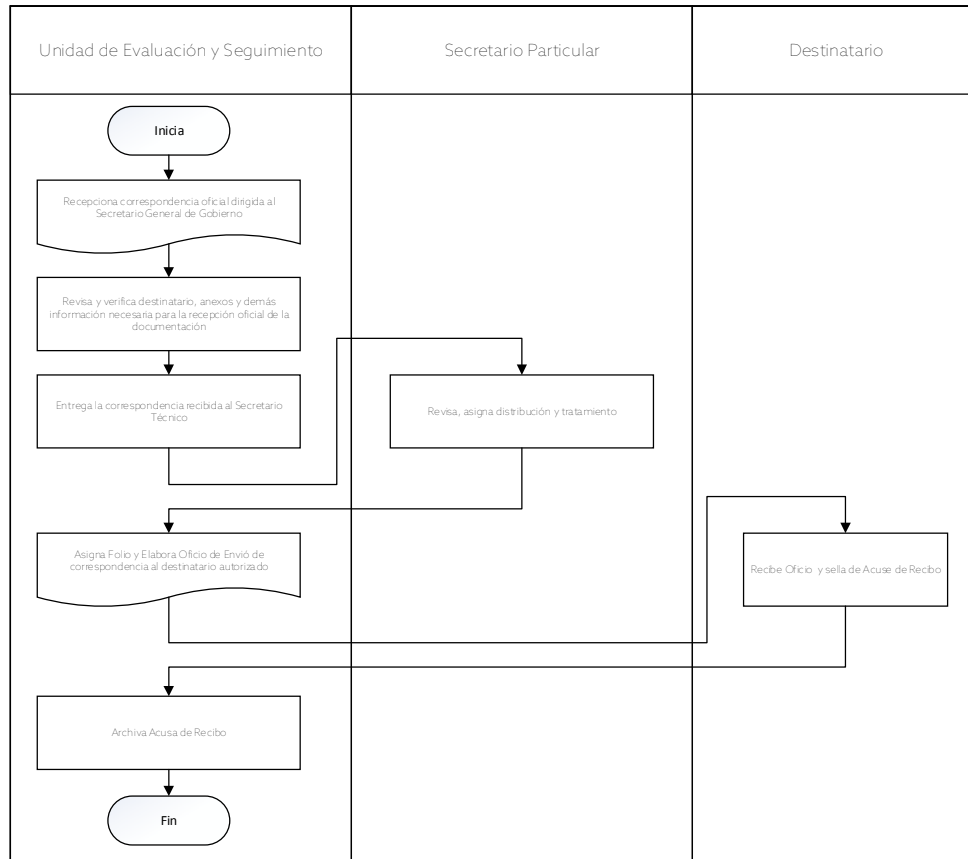 Unidad de Evaluación y Seguimiento
Secretario Particular
Destinatario
Inicia
Recepciona correspondencia oficial dirigida al
Secretario General de Gobierno
Revisa y verifica destinatario, anexos y demás
información necesaria para la recepción oficial de la
documentación
Entrega la correspondencia recibida al Secretario
Técnico
Revisa, asigna distribución y tratamiento
Asigna Folio y Elabora Oficio de Envió de
correspondencia al destinatario autorizado
Recibe Oficio y sella de Acuse de Recibo
Archiva Acusa de Recibo
Fin